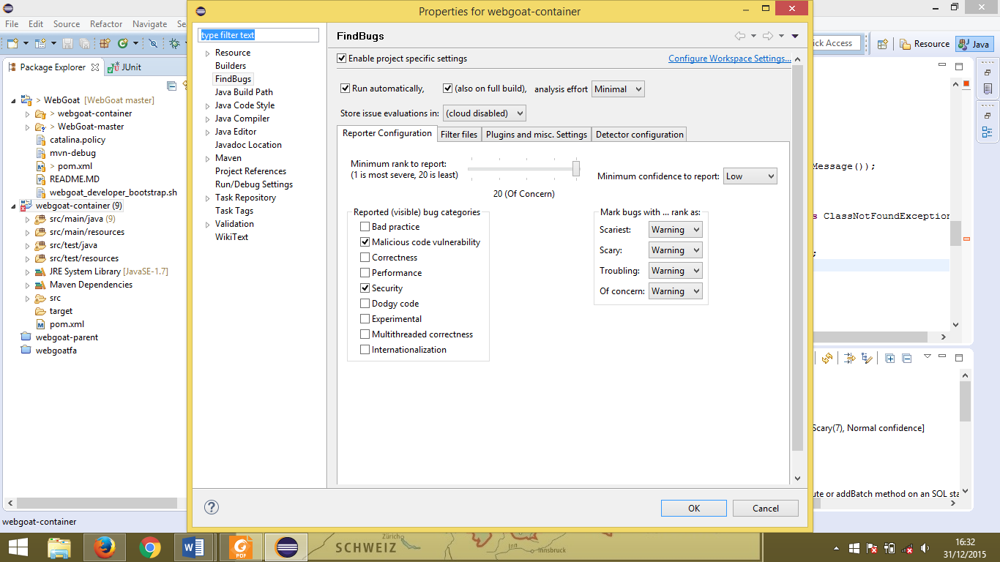 Properties for webgoat-container
File Edit Source Refactor Navigate Se
type filter text
FindBugs
Quick Access
Resource
Java
Package Explorer
JUnit
Resource
Builders
FindBugs
Java Build Path
Java Code Style
Java Compiler
Java Editor
Javadoc Location
Maven
Project References
Run/Debug Settings
Task Repository
Task Tags
Validation
WikiText
Enable project specific settings
Configure Workspace Settings...
Run automatically,
(also on full build),
analysis effort
Minimal
Store issue evaluations in:
(cloud disabled)
Reporter Configuration
Filter files
Plugins and misc. Settings
Detector configuration
Minimum rank to report:
(1 is most severe, 20 is least)
20 (Of Concern)
Minimum confidence to report:
Low
Reported (visible) bug categories
Bad practice
Malicious code vulnerability
Correctness
Performance
Security
Dodgy code
Experimental
Multithreaded correctness
Internationalization
Mark bugs with ... rank as:
Scariest: Warning
Scary: Warning
Troubling: Warning
Of concern: Warning
> WebGoat [WebGoat master]
> webgoat-container
> WebGoat-master
catalina.policy
mvn-debug
> pom.xml
README.MD
webgoat_developer_bootstrap.sh
webgoat-container (9)
src/main/java (9)
src/main/resources
src/test/java
src/test/resources
JRE System Library [JavaSE-1.7]
Maven Dependencies
src
target
pom.xml
webgoat-parent
webgoatfa
Message());
s ClassNotFoundException
;
Scary(7), Normal confidence]
ute or addBatch method on an SQL sta
OK
Cancel
webgoat-container
PDF
Zürich
SCHWEIZ
Inn
Innsbruck
16:32
31/12/2015